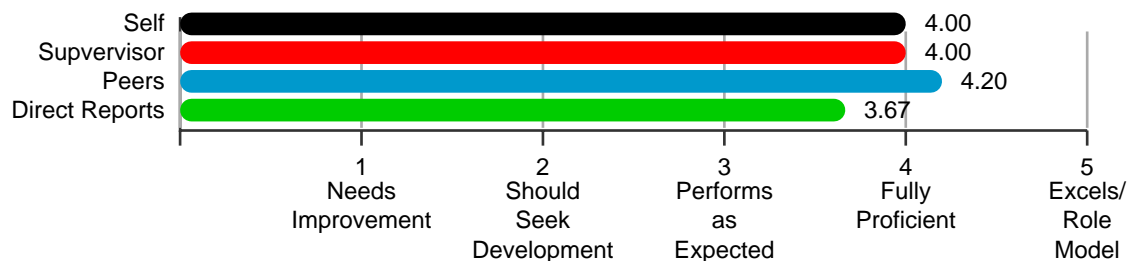 Self 4.00
Supvervisor 4.00
Peers 4.20
Direct Reports 3.67
1 2 3 4 5
Needs Improvement
Should Seek Development
Performs as Expected
Fully Proficient
Excels/ Role Model